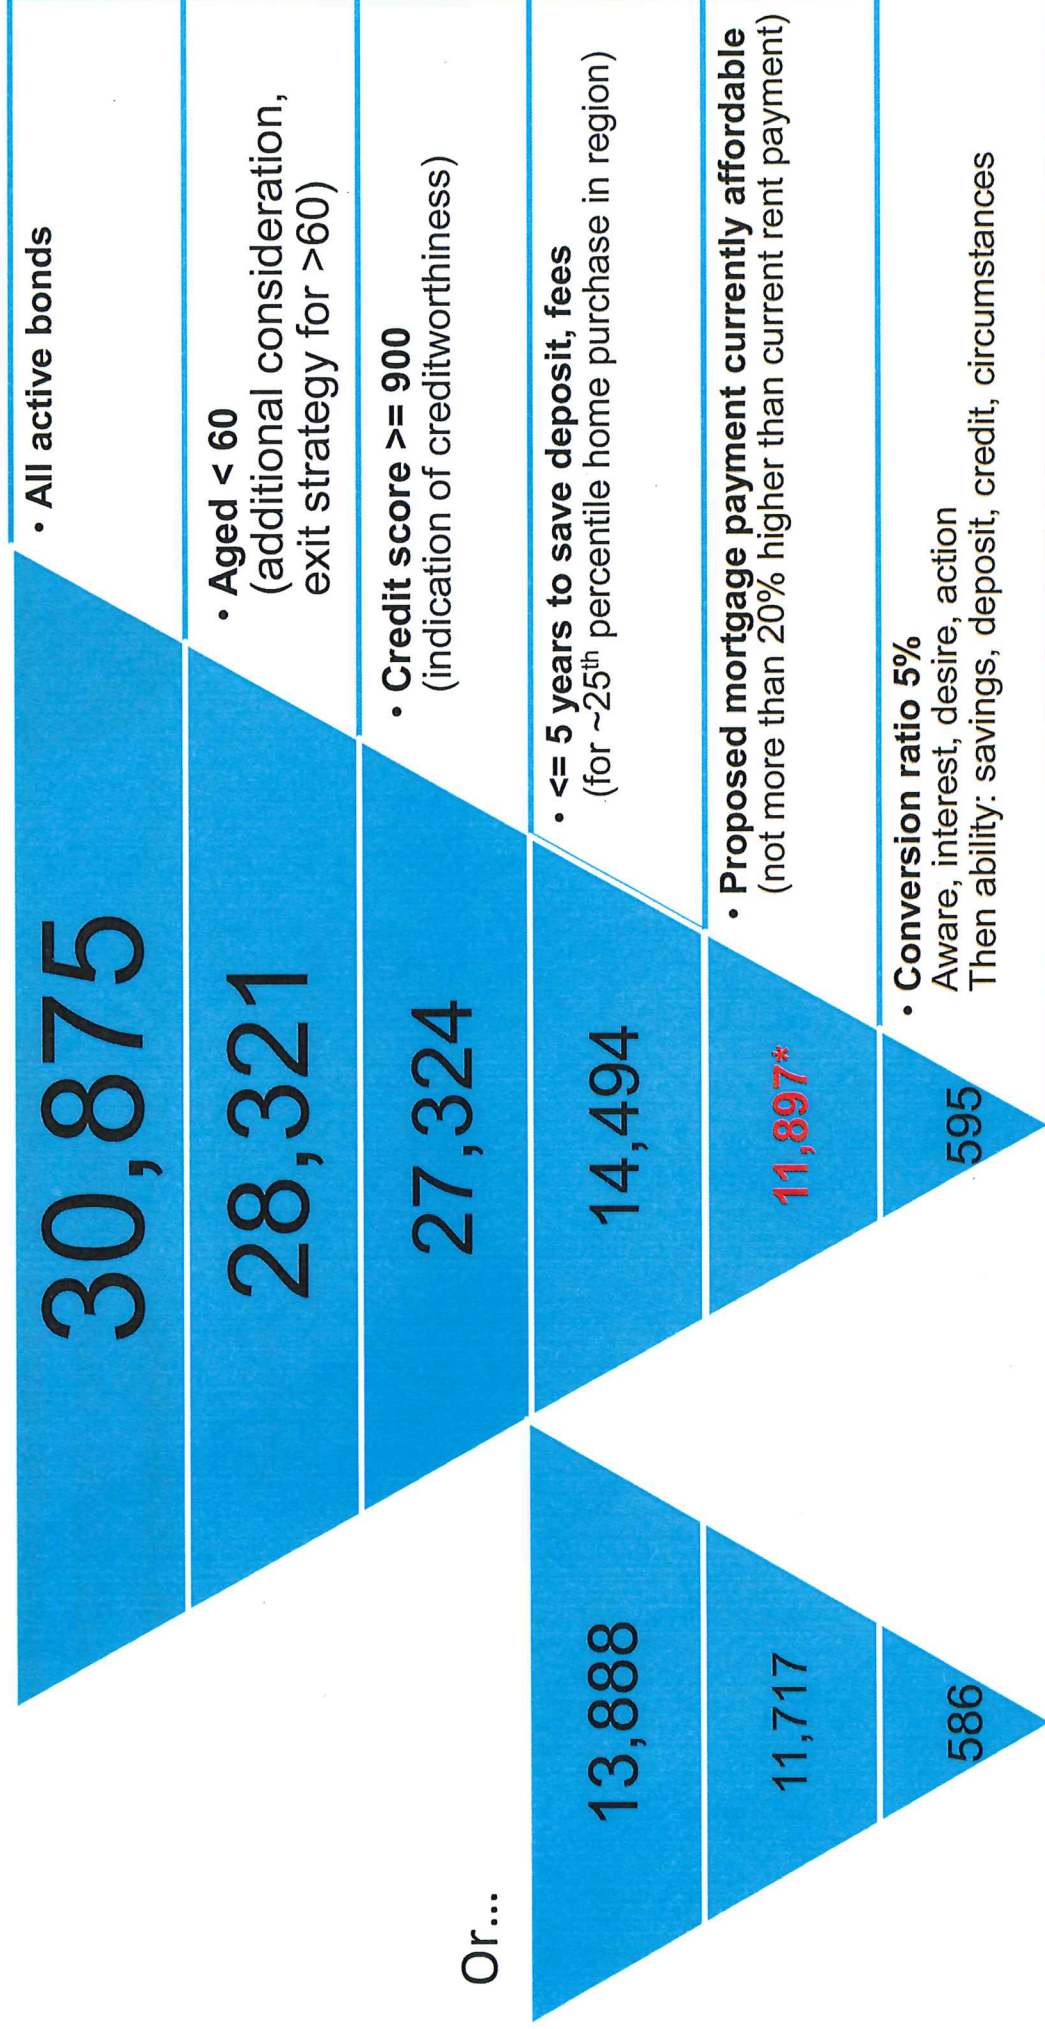 30,875
• All active bonds
28,321
• Aged < 60
(additional consideration,
exit strategy for >60)
27,324
• Credit score >= 900
(indication of creditworthiness)
Or...
13,888
14,494
• <= 5 years to save deposit, fees
(for ~25th percentile home purchase in region)
11,717
11,897*
• Proposed mortgage payment currently affordable
(not more than 20% higher than current rent payment)
586
595
• Conversion ratio 5%
Aware, interest, desire, action
Then ability: savings, deposit, credit, circumstances